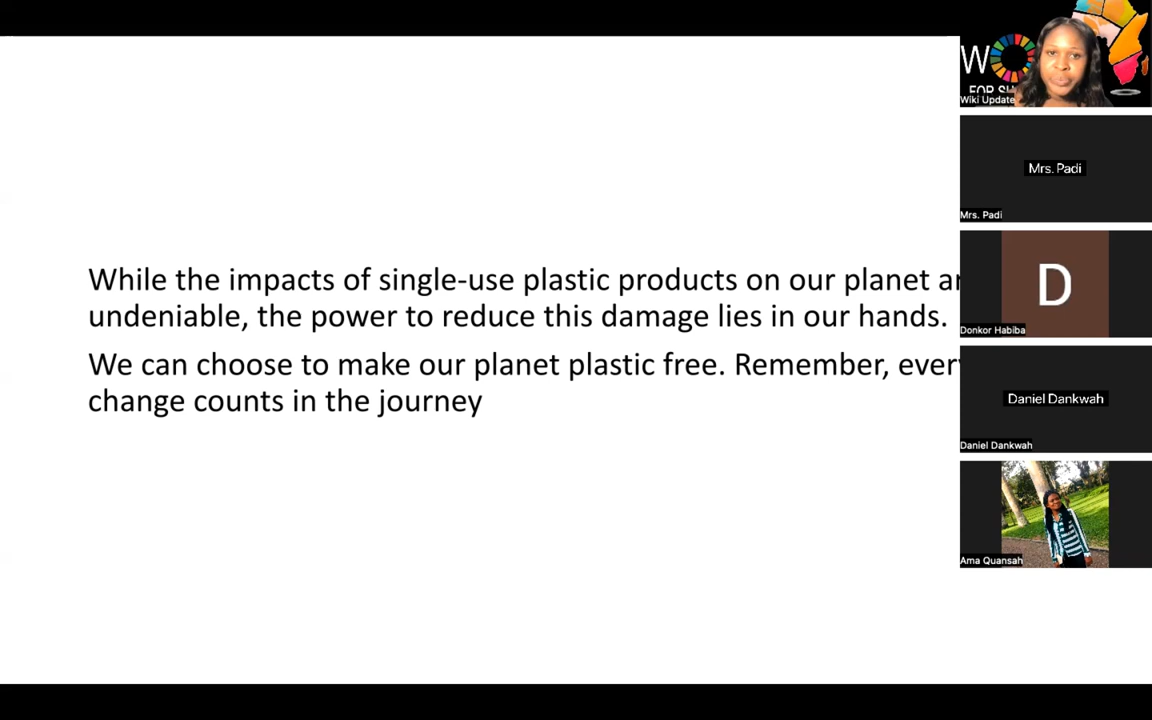 While the impacts of single-use plastic products on our planet
undeniable, the power to reduce this damage lies in our hands.
We can choose to make our planet plastic free. Remember,
change counts in the journey
W
Wiki Update
Mrs. Padi
Mrs. Padi
D
Donkor Habiba
Daniel Dankwah
Daniel Dankwah
Ama Quansah